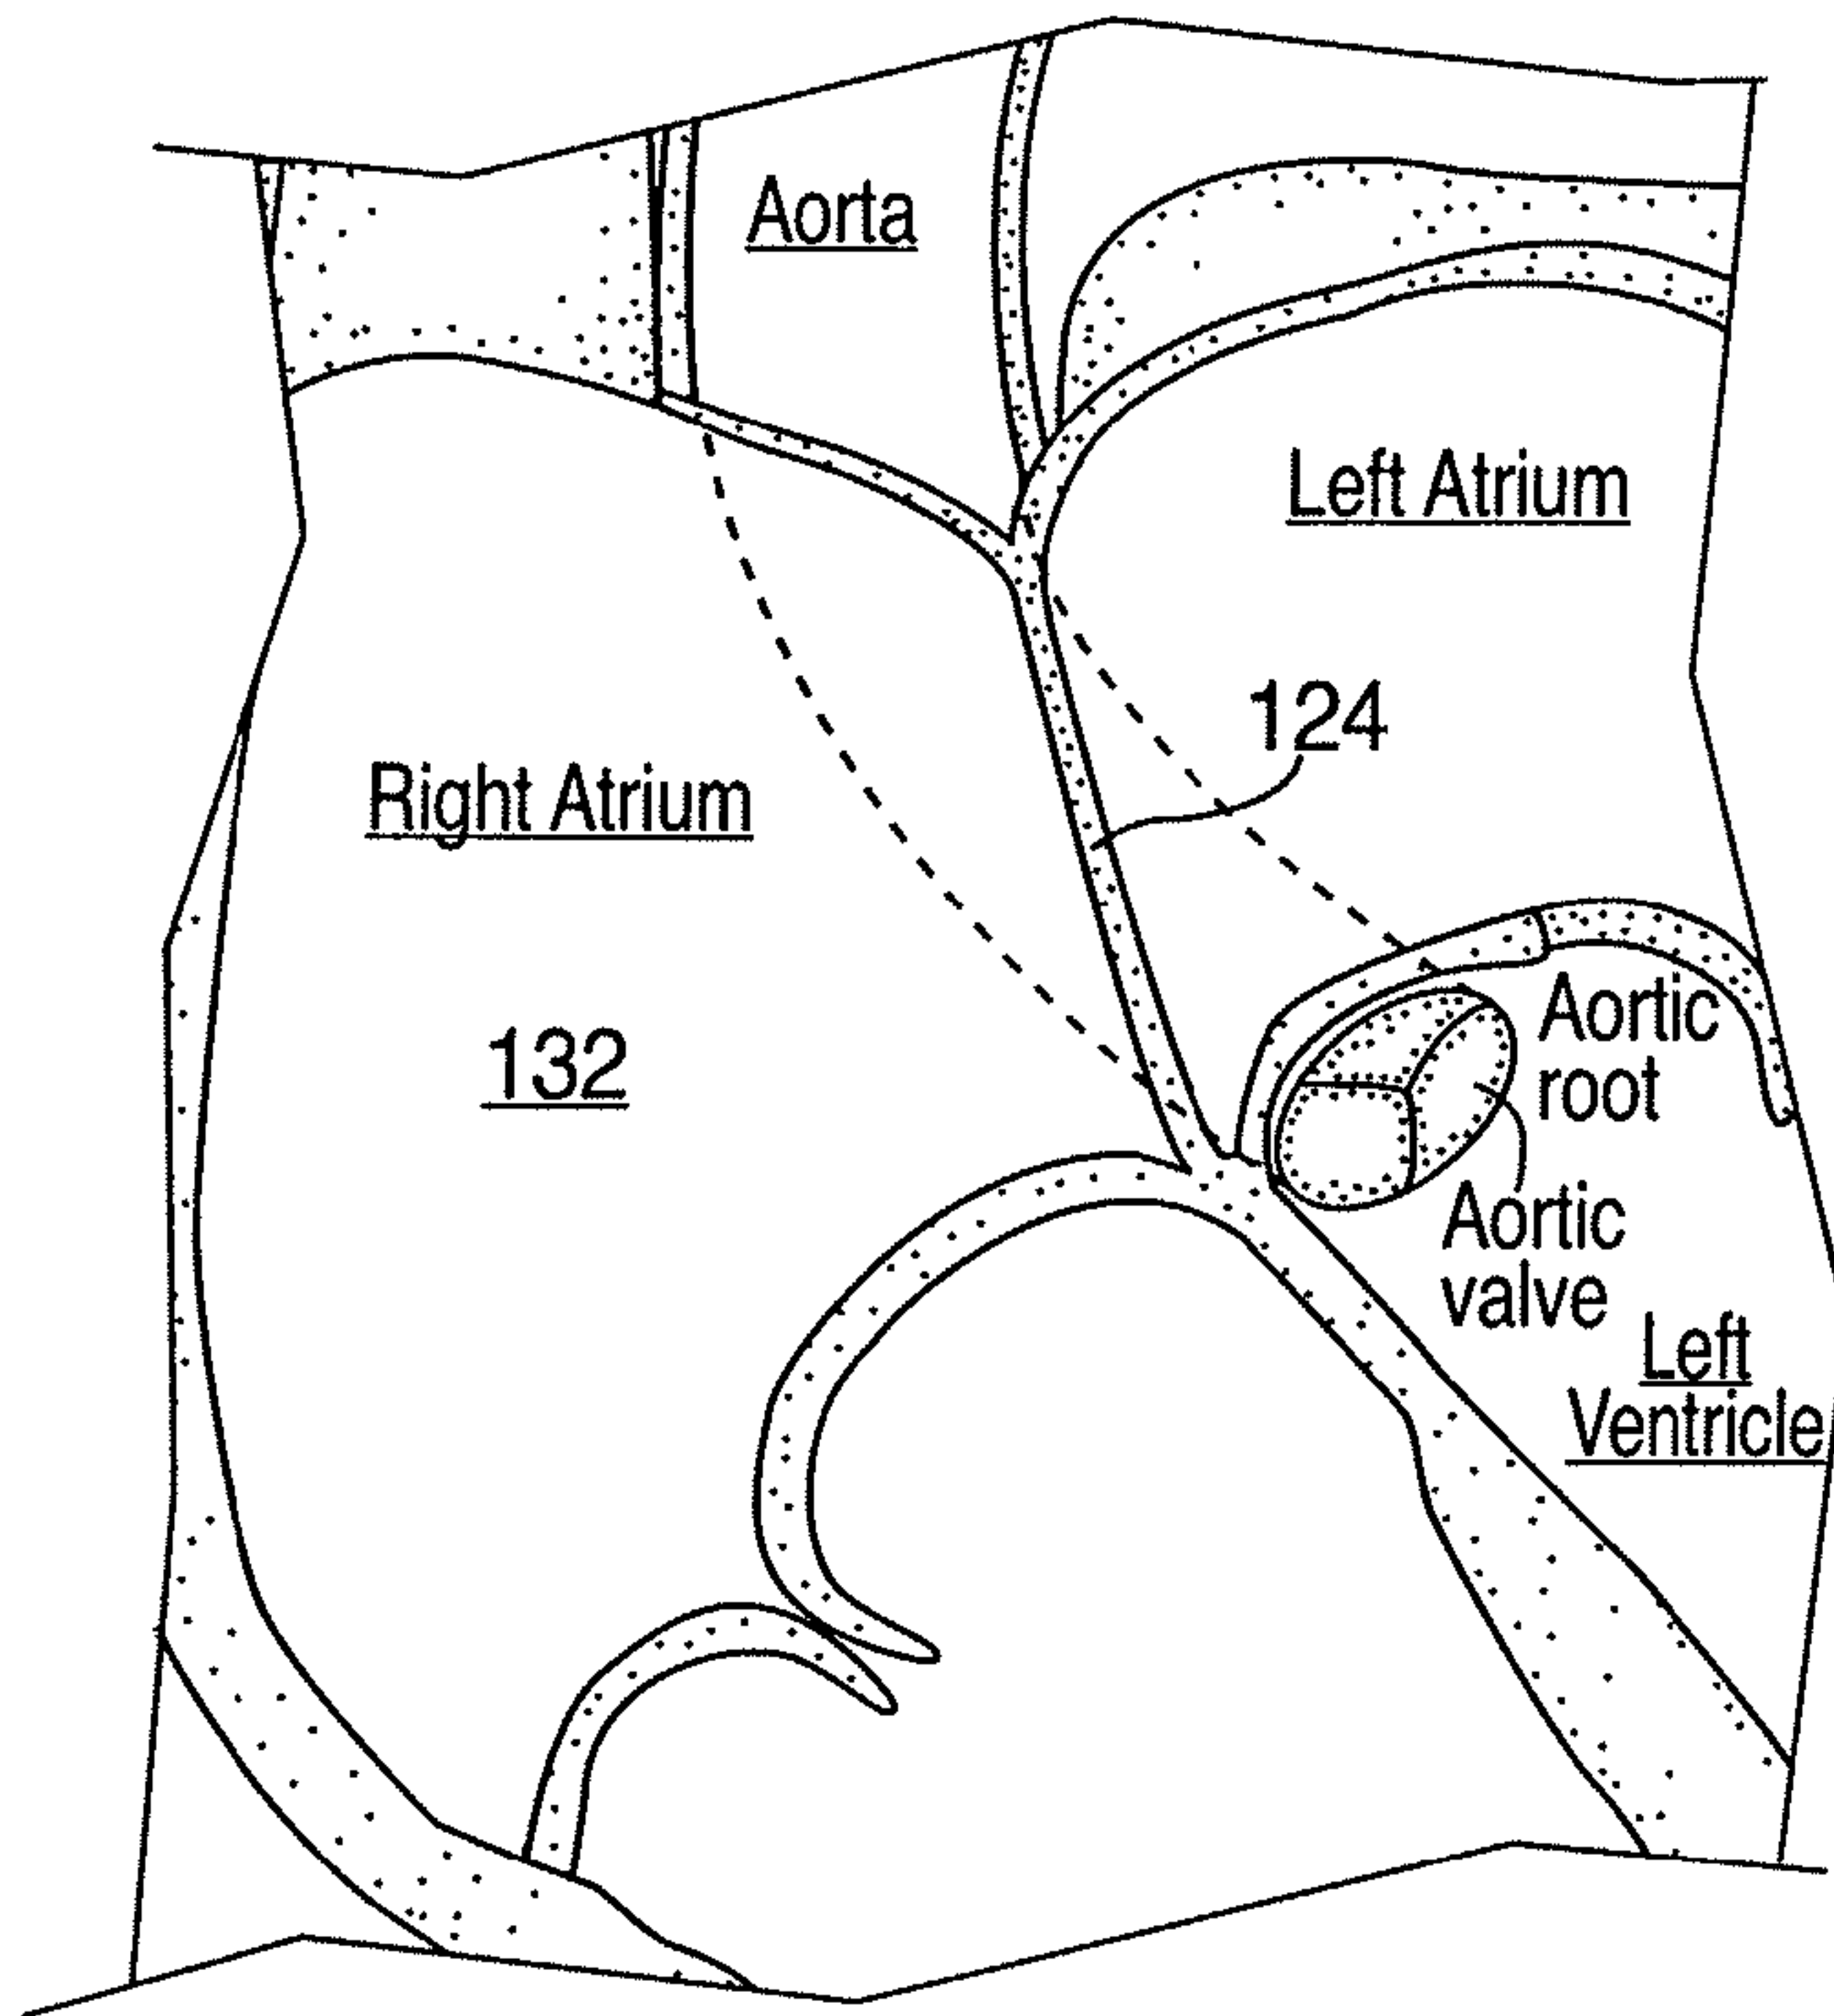 Aorta
Left Atrium
124
Right Atrium
132
Aortic
root
Aortic
valve
Left
Ventricle